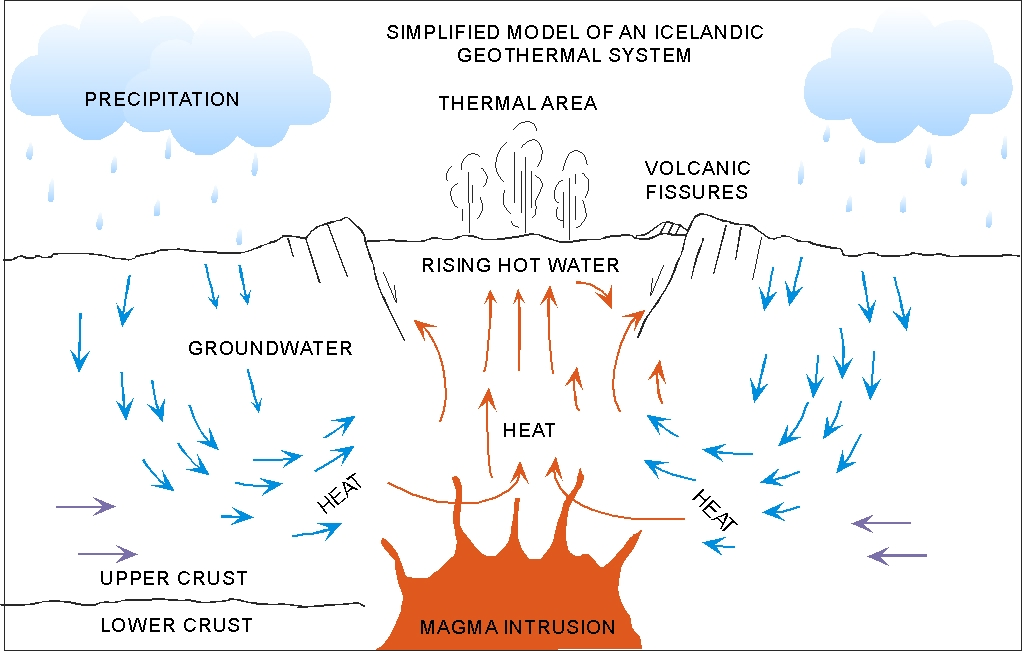 SIMPLIFIED MODEL OF AN ICELANDIC
GEOTHERMAL SYSTEM
PRECIPITATION
THERMAL AREA
VOLCANIC
FISSURES
RISING HOT WATER
GROUNDWATER
HEAT
HEAT
HEAT
UPPER CRUST
LOWER CRUST
MAGMA INTRUSION